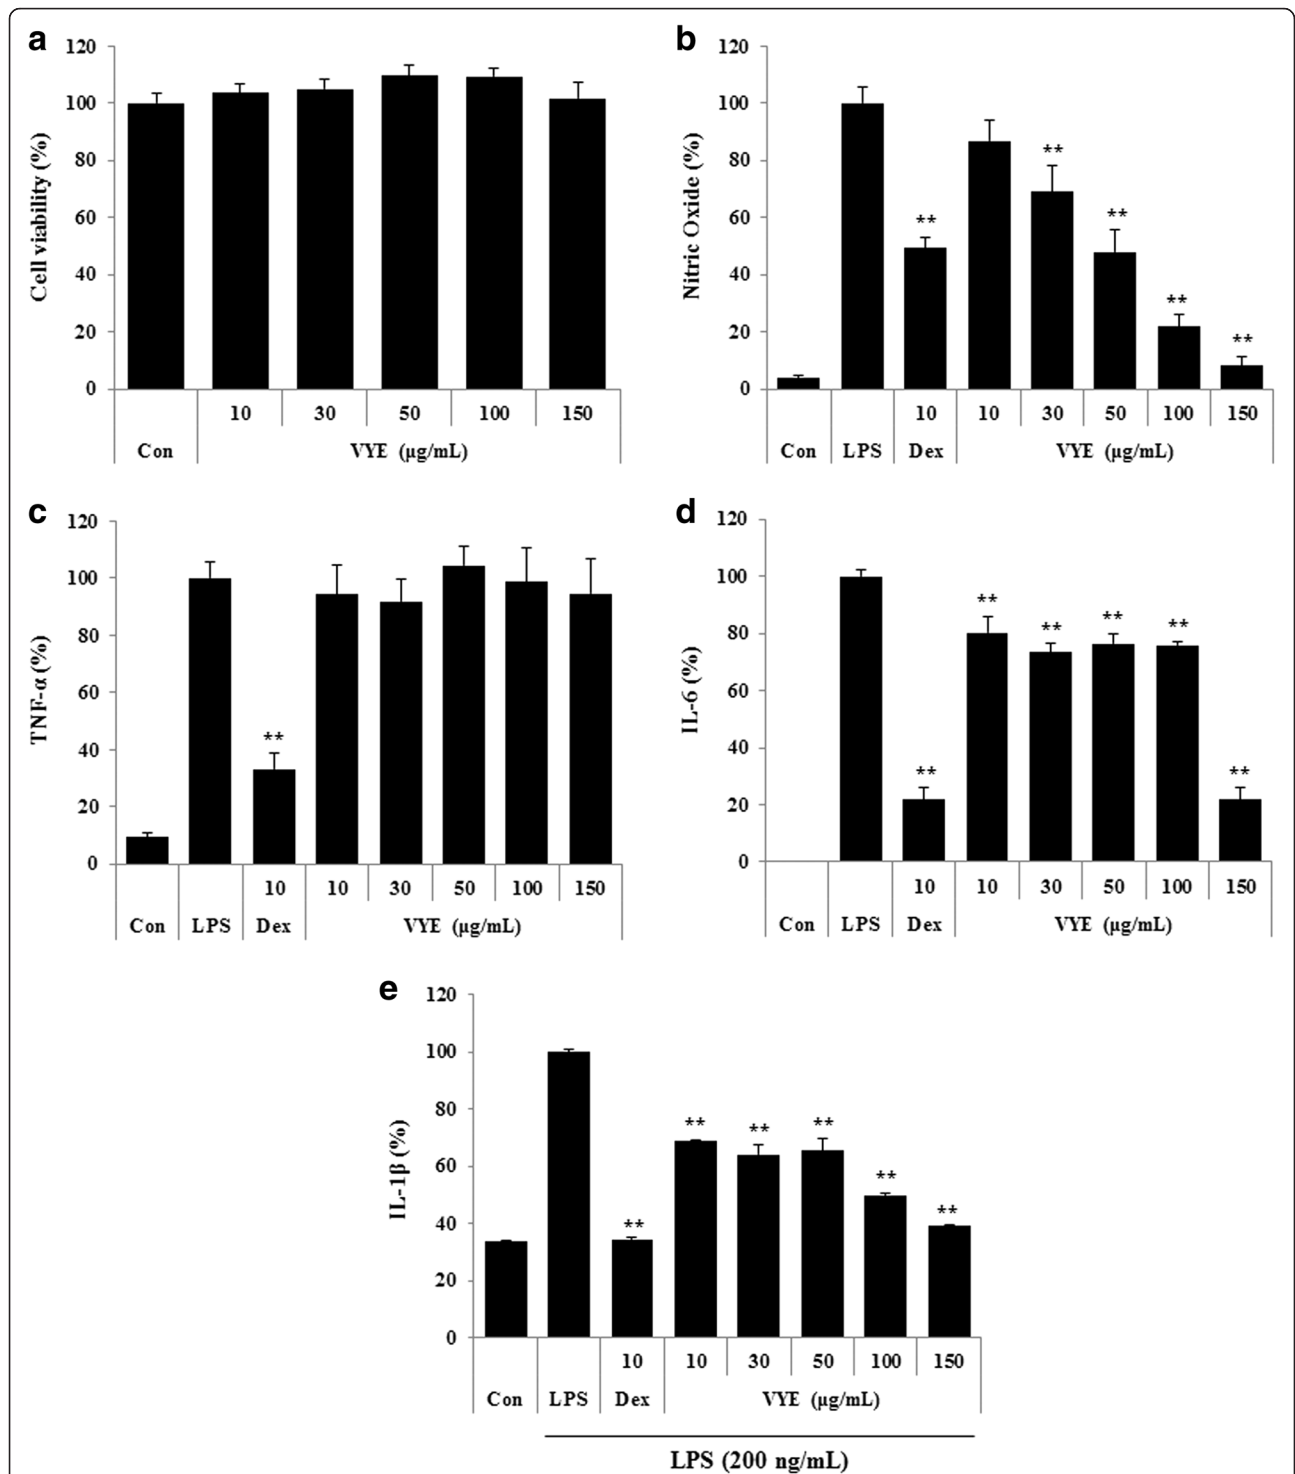 a
120
100
80
60
40
20
0
Cell viability (%)
10 30 50 100 150
Con VYE (μg/mL)
b
120
100
80
60
40
20
0
Nitric Oxide (%)
**
**
**
**
**
10 10 30 50 100 150
Con LPS Dex VYE (μg/mL)
c
120
100
80
60
40
20
0
TNF-α (%)
**
10 10 30 50 100 150
Con LPS Dex VYE (μg/mL)
d
120
100
80
60
40
20
0
IL-6 (%)
**
**
**
**
**
**
10 10 30 50 100 150
Con LPS Dex VYE (μg/mL)
e
120
100
80
60
40
20
0
IL-1β (%)
**
**
**
**
**
**
10 10 30 50 100 150
Con LPS Dex VYE (μg/mL)
LPS (200 ng/mL)